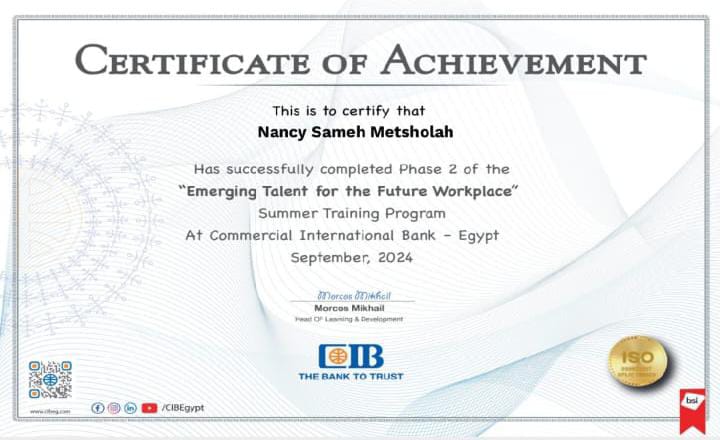 CERTIFICATE OF ACHIEVEMENT
This is to certify that
Nancy Sameh Metsholah
Has successfully completed Phase 2 of the
"Emerging Talent for the Future Workplace"
Summer Training Program
At Commercial International Bank - Egypt
September, 2024
Morcos Mikhail
Morcos Mikhail
Head OF Learning & Development
CIB
THE BANK TO TRUST
ISO
bsi
www.cibeg.com
/CIBEgypt